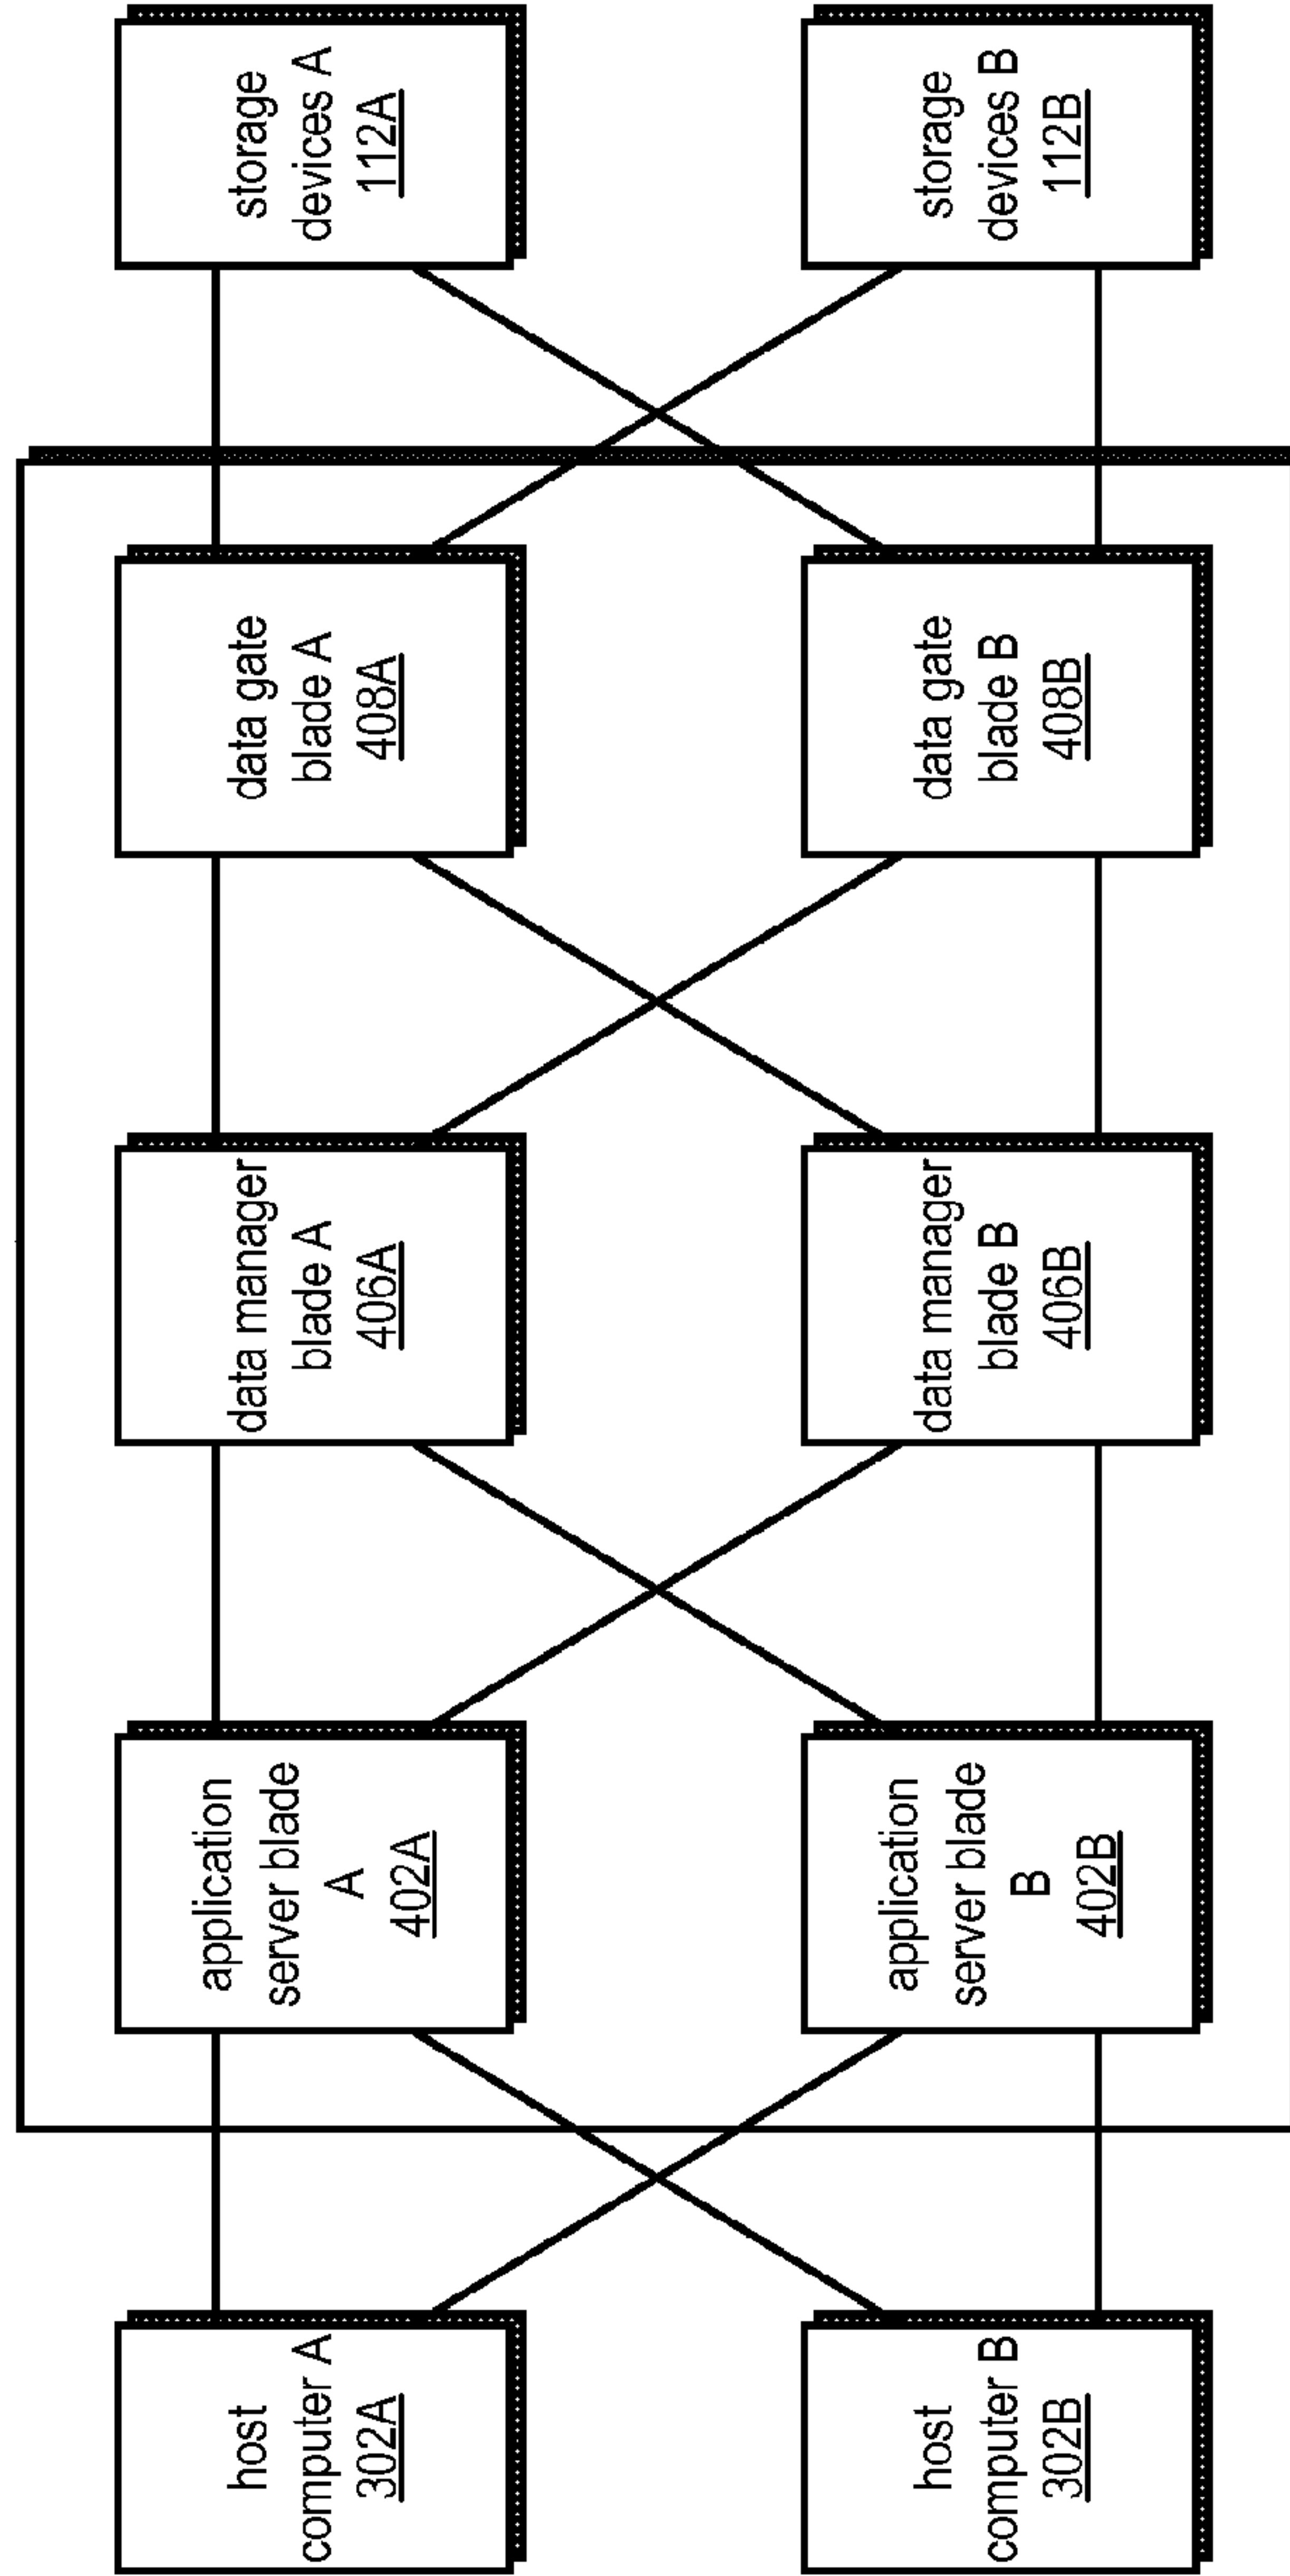 host
computer A
302A
application
server blade
A
402A
data manager
blade A
406A
data gate
blade A
408A
storage
devices A
112A
host
computer B
302B
application
server blade
B
402B
data manager
blade B
406B
data gate
blade B
408B
storage
devices B
112B